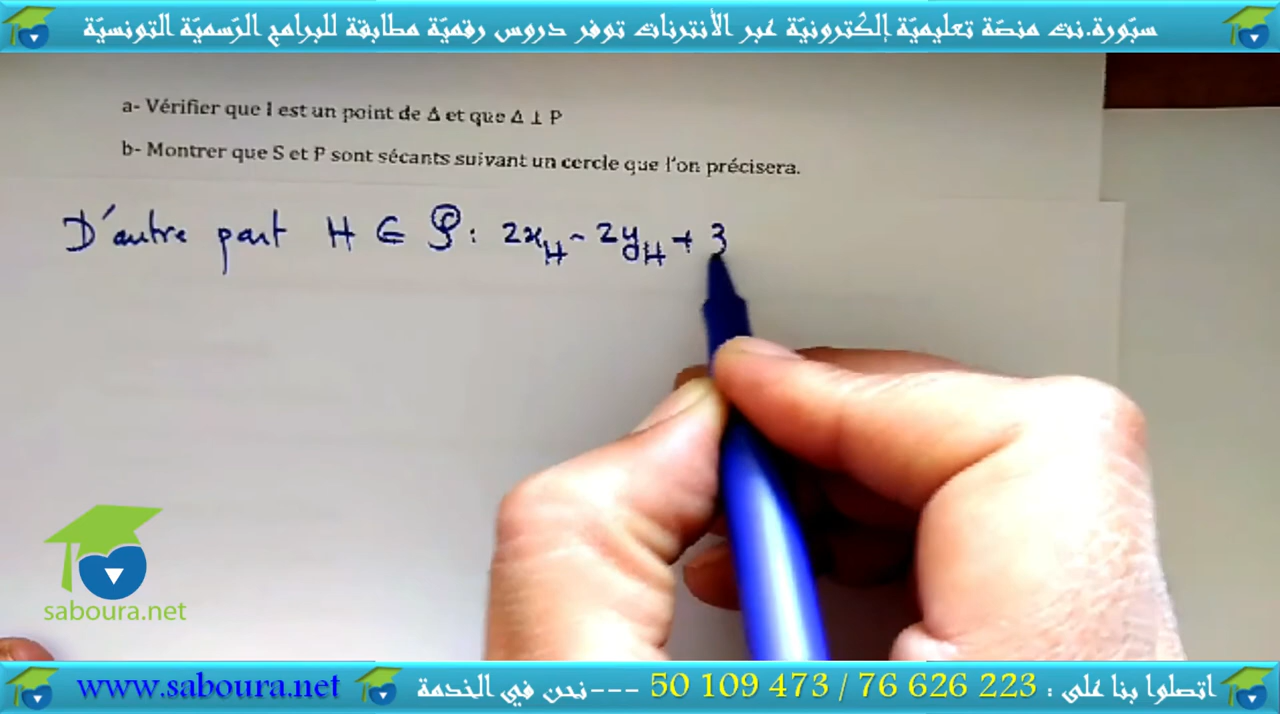 سبّورة.نت منصّة تعليميّة إلكترونيّة عبر الأنترنات توفر دروس رقميّة مطابقة للبرامج الرّسميّة التونسيّة
a- Vérifier que I est un point de Δ et que Δ ⊥ P
b- Montrer que S et P sont sécants suivant un cercle que l'on précisera.
D'autre part H ∈ P : 2x_H - 2y_H + 3
saboura.net
www.saboura.net
اتصلوا بنا على : 50 109 473 / 76 626 223 ---نحن في الخدمة